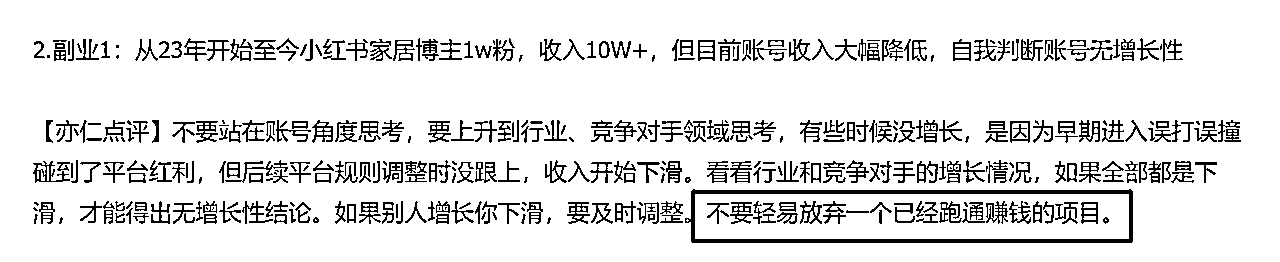 2.副业1：从23年开始至今小红书家居博主1w粉，收入10W+，但目前账号收入大幅降低，自我判断账号无增长性
【亦仁点评】不要站在账号角度思考，要上升到行业、竞争对手领域思考，有些时候没增长，是因为早期进入误打误撞
碰到了平台红利，但后续平台规则调整时没跟上，收入开始下滑。看看行业和竞争对手的增长情况，如果全部都是下
滑，才能得出无增长性结论。如果别人增长你下滑，要及时调整。不要轻易放弃一个已经跑通赚钱的项目。